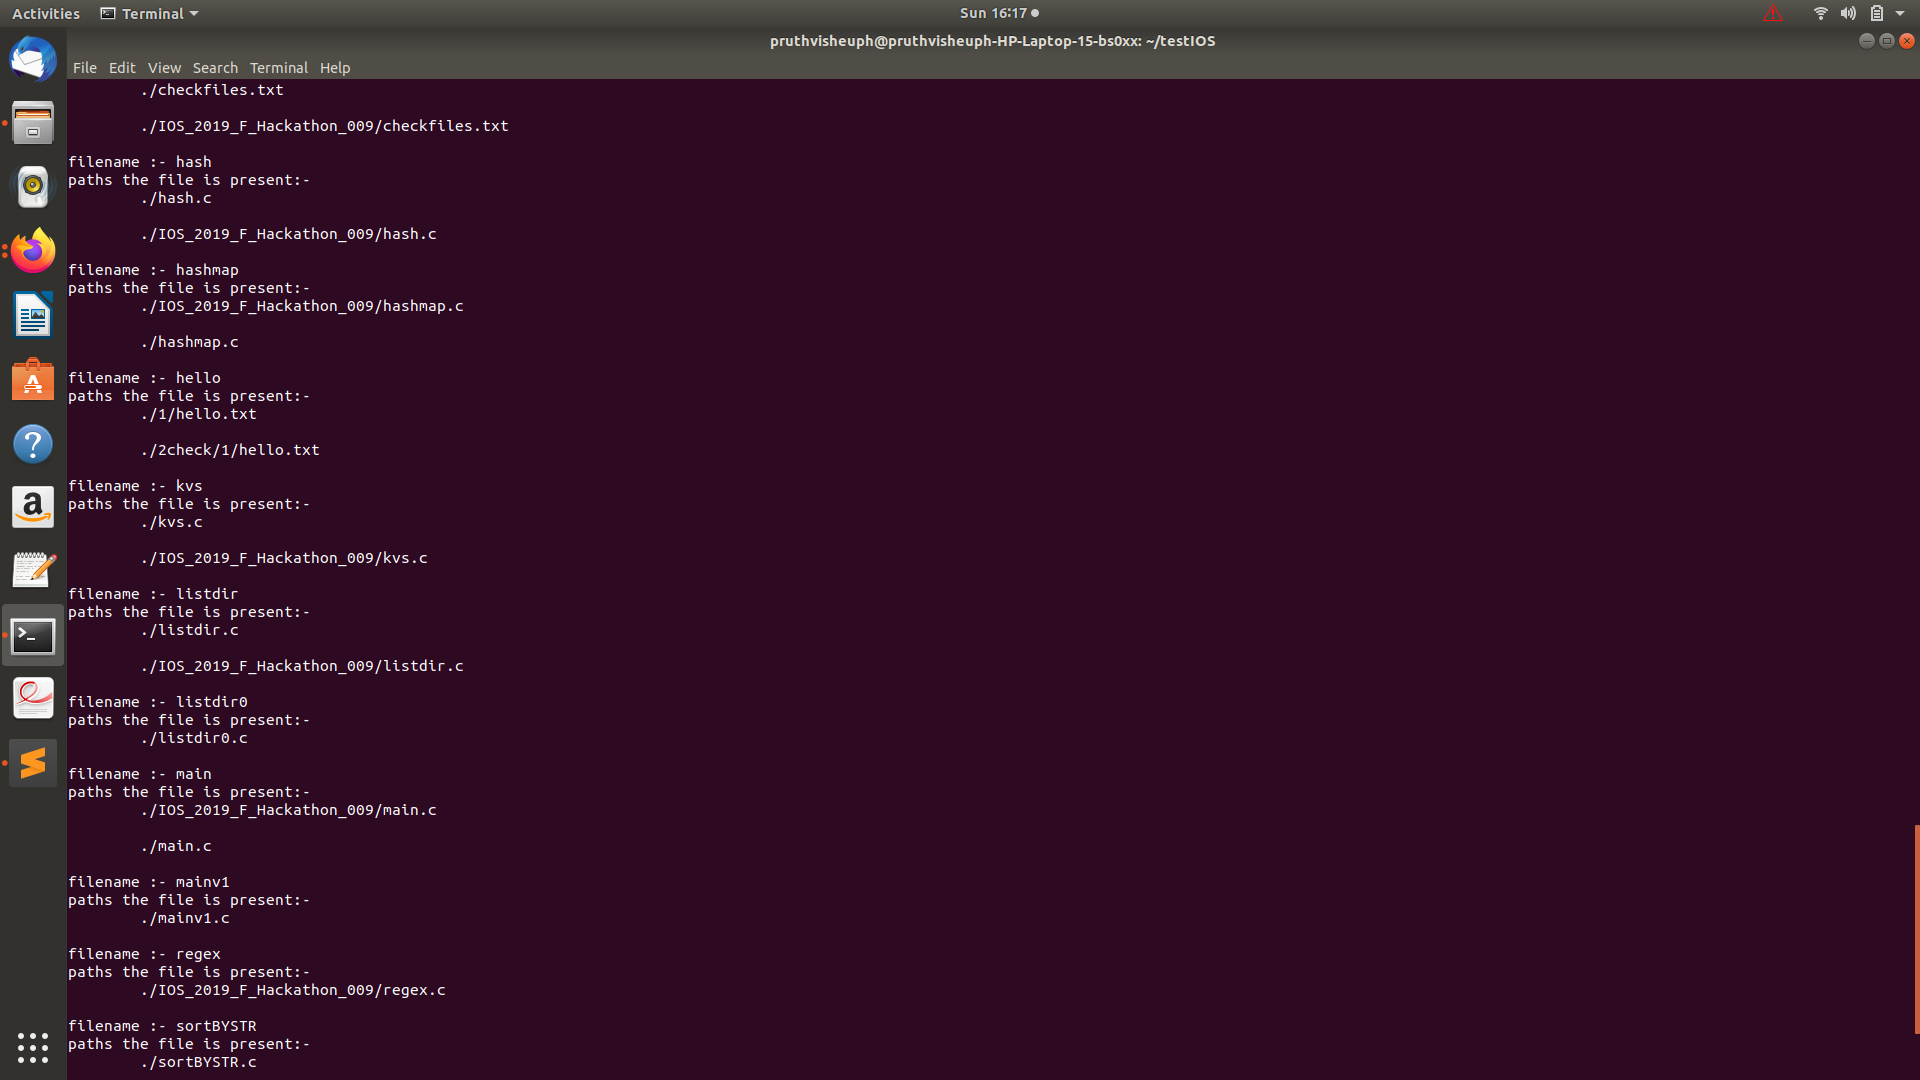 Activities Terminal Sun 16:17
pruthvisheuph@pruthvisheuph-HP-Laptop-15-bs0xx: ~/testIOS
File Edit View Search Terminal Help
./checkfiles.txt
./IOS_2019_F_Hackathon_009/checkfiles.txt
filename :- hash
paths the file is present:-
./hash.c
./IOS_2019_F_Hackathon_009/hash.c
filename :- hashmap
paths the file is present:-
./IOS_2019_F_Hackathon_009/hashmap.c
./hashmap.c
filename :- hello
paths the file is present:-
./1/hello.txt
./2check/1/hello.txt
filename :- kvs
paths the file is present:-
./kvs.c
./IOS_2019_F_Hackathon_009/kvs.c
filename :- listdir
paths the file is present:-
./listdir.c
./IOS_2019_F_Hackathon_009/listdir.c
filename :- listdir0
paths the file is present:-
./listdir0.c
filename :- main
paths the file is present:-
./IOS_2019_F_Hackathon_009/main.c
./main.c
filename :- mainv1
paths the file is present:-
./mainv1.c
filename :- regex
paths the file is present:-
./IOS_2019_F_Hackathon_009/regex.c
filename :- sortBYSTR
paths the file is present:-
./sortBYSTR.c